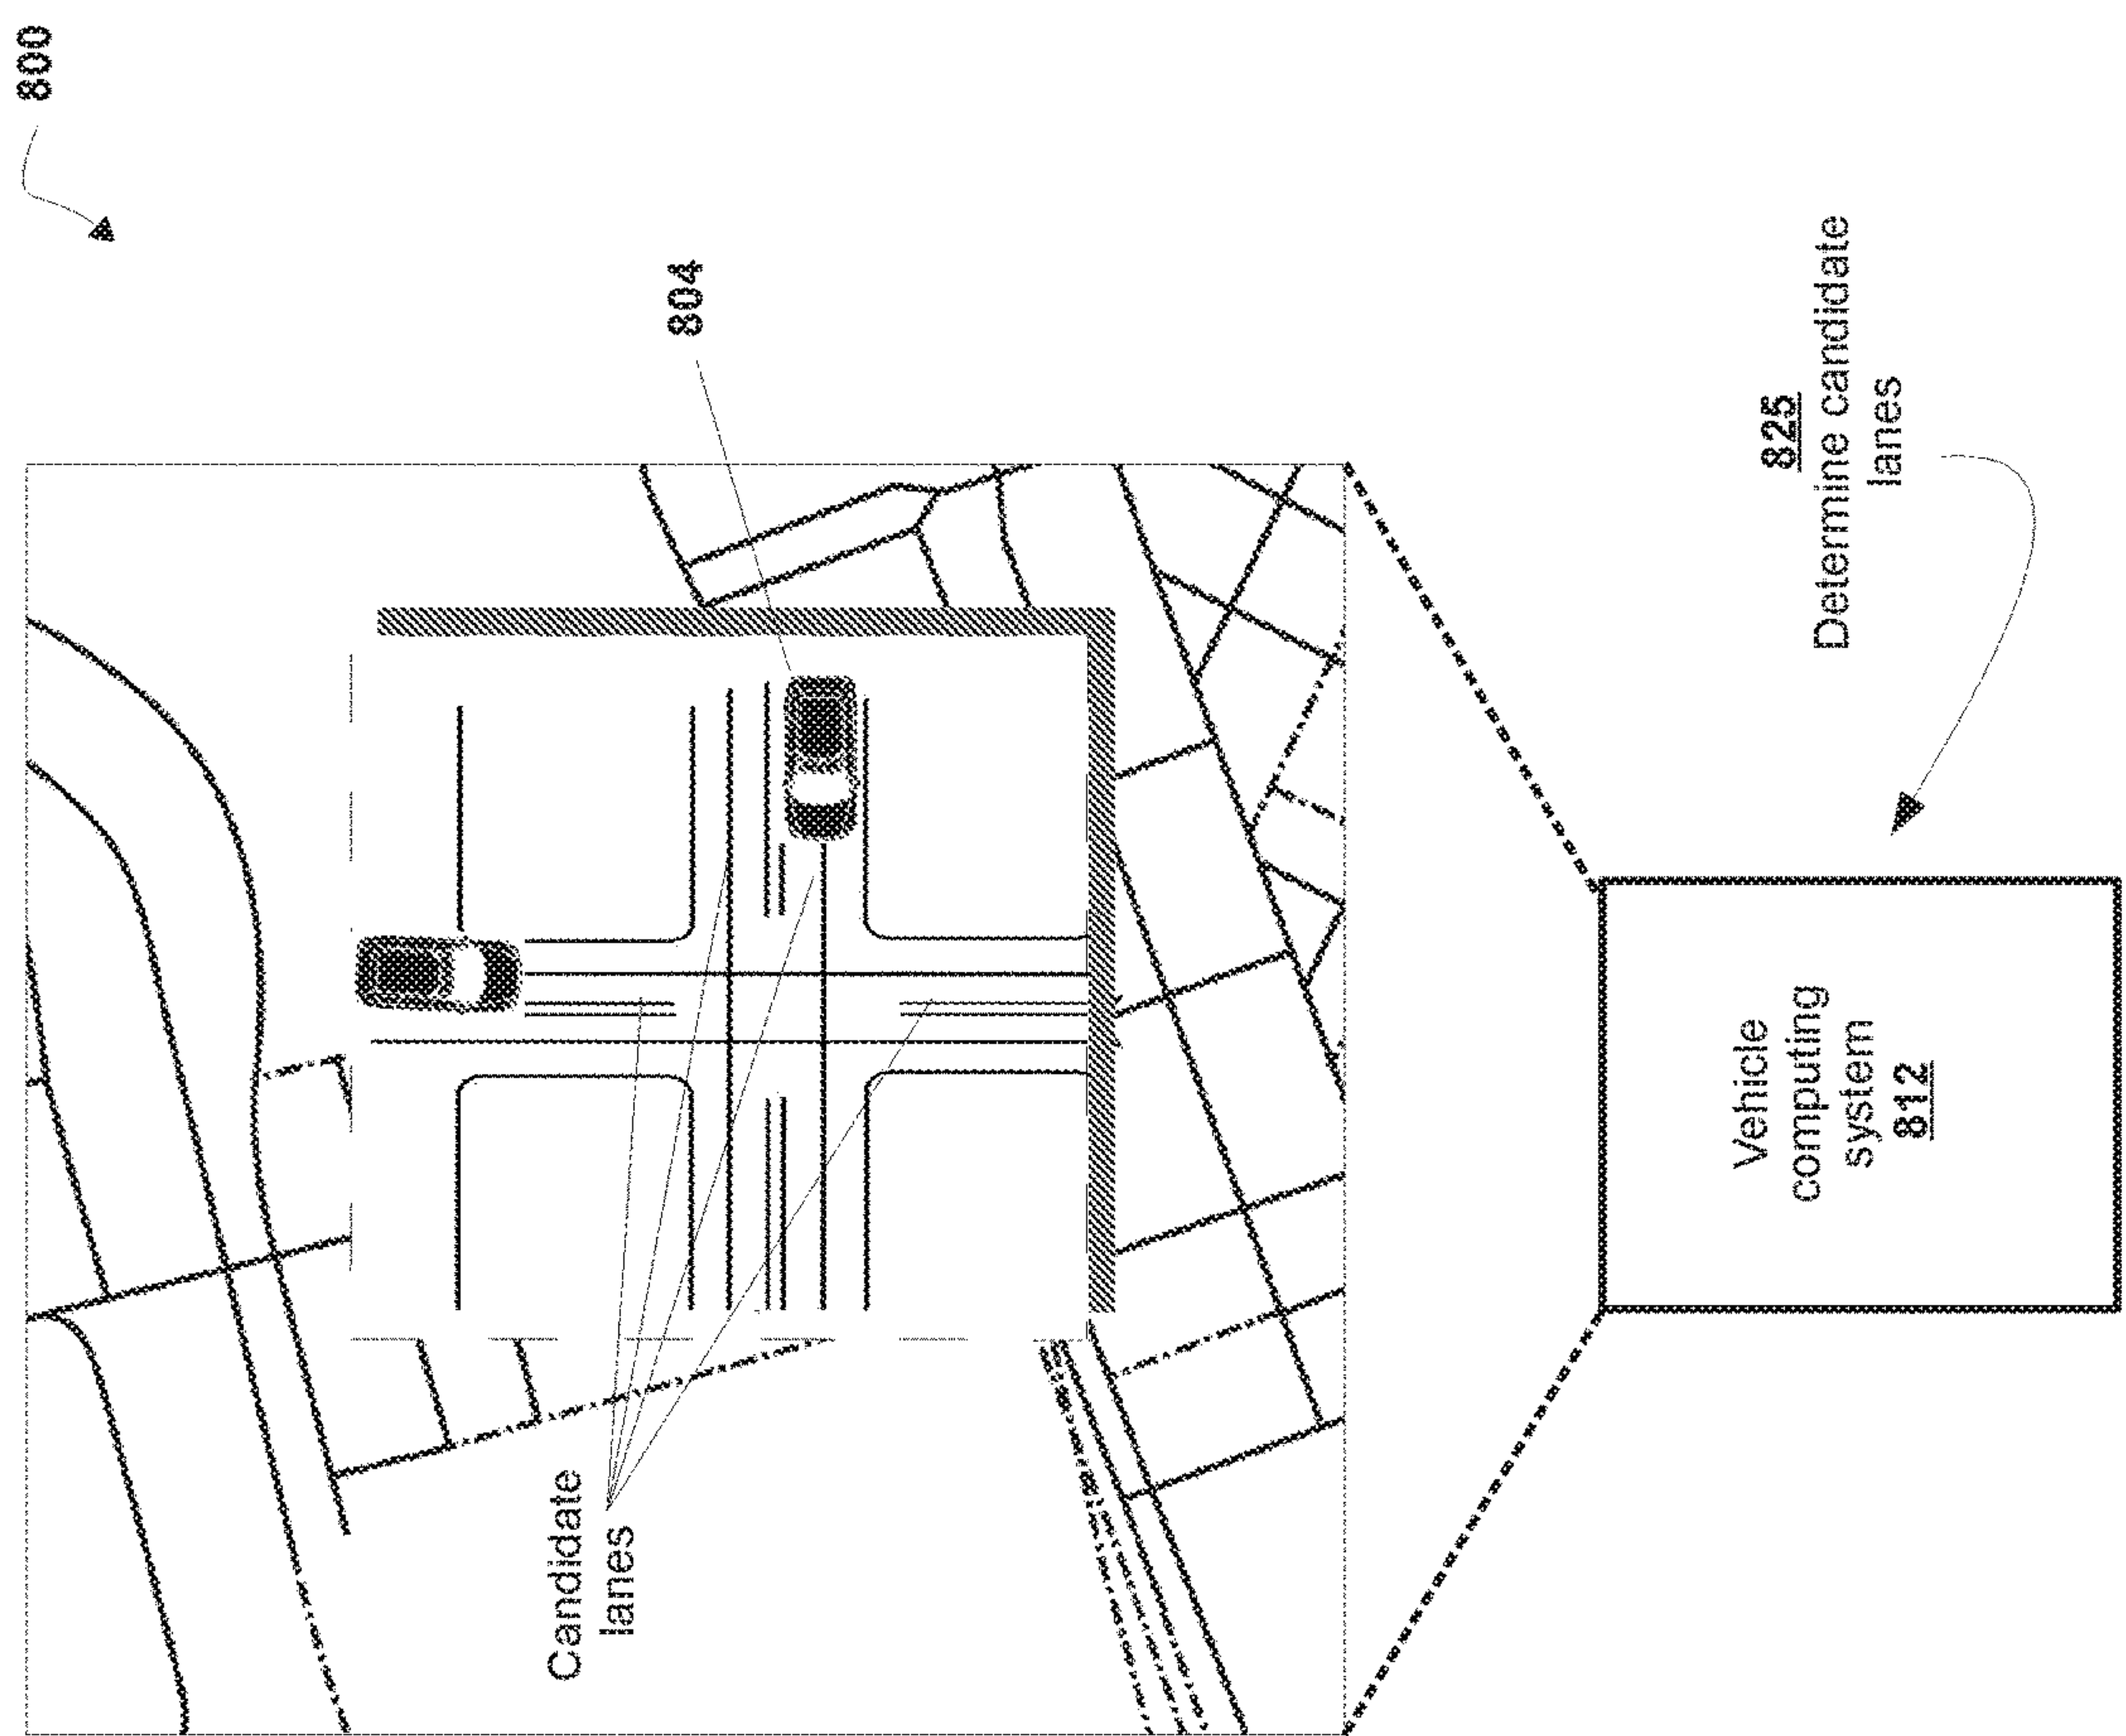 800
804
Candidate
lanes
825
Determine candidate
lanes
Vehicle
computing
system
812